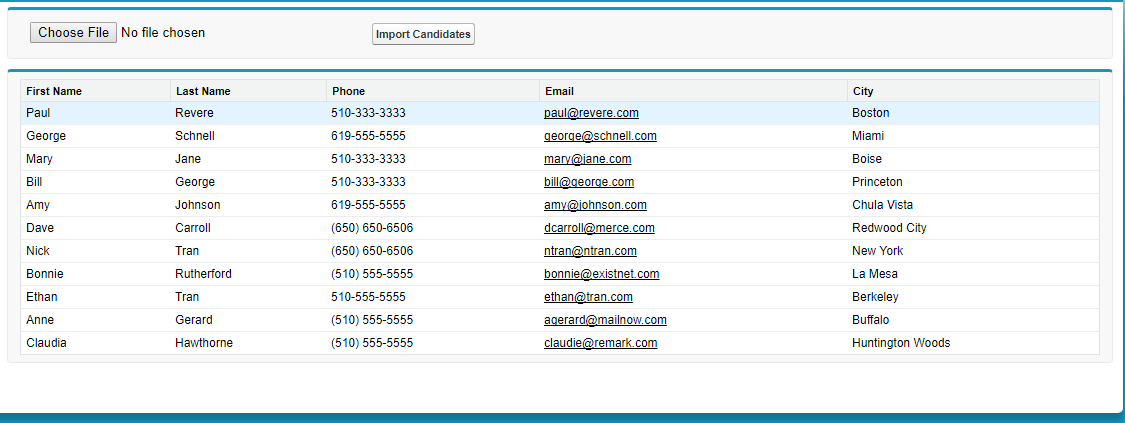 Choose File No file chosen Import Candidates
First Name Last Name Phone Email City
Paul Revere 510-333-3333 paul@revere.com Boston
George Schnell 619-555-5555 george@schnell.com Miami
Mary Jane 510-333-3333 mary@jane.com Boise
Bill George 510-333-3333 bill@george.com Princeton
Amy Johnson 619-555-5555 amy@johnson.com Chula Vista
Dave Carroll (650) 650-6506 dcarroll@merce.com Redwood City
Nick Tran (650) 650-6506 ntran@ntran.com New York
Bonnie Rutherford (510) 555-5555 bonnie@existnet.com La Mesa
Ethan Tran 510-555-5555 ethan@tran.com Berkeley
Anne Gerard (510) 555-5555 agerard@mailnow.com Buffalo
Claudia Hawthorne (510) 555-5555 claudie@remark.com Huntington Woods